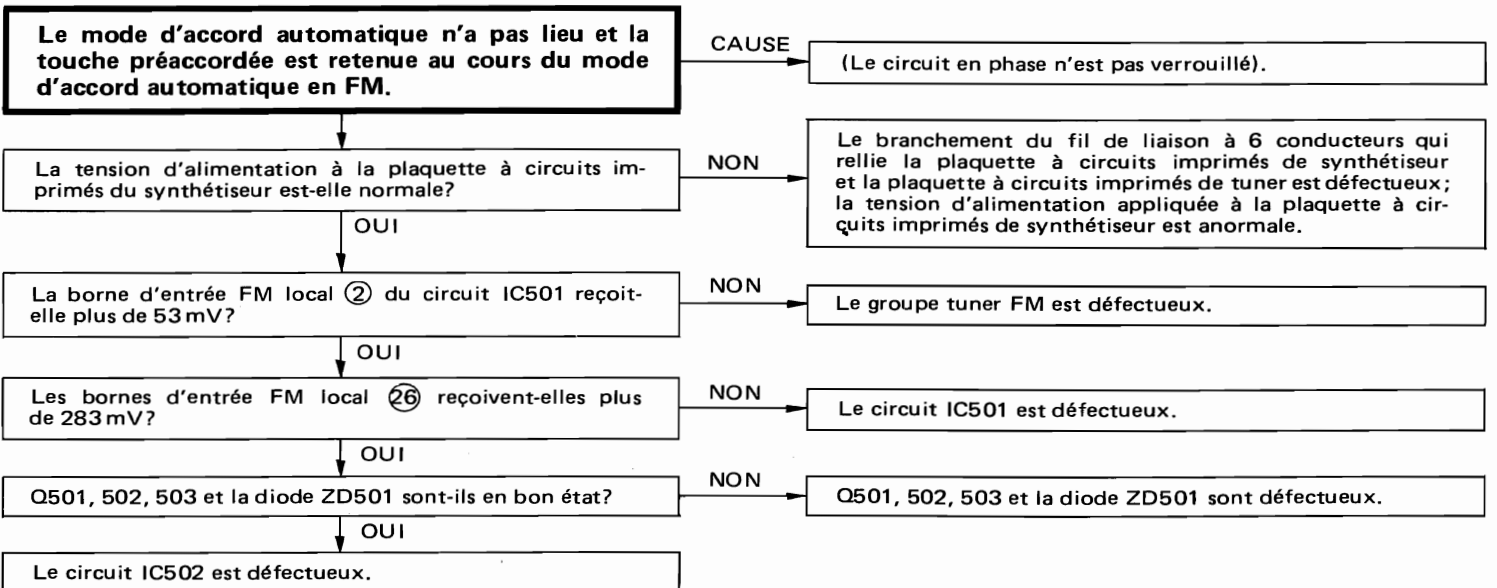 Le mode d'accord automatique n'a pas lieu et la
touche préaccordée est retenue au cours du mode
d'accord automatique en FM.
CAUSE
(Le circuit en phase n'est pas verrouillé).
La tension d'alimentation à la plaquette à circuits im-
primés du synthétiseur est-elle normale?
NON
Le branchement du fil de liaison à 6 conducteurs qui
rellie la plaquette à circuits imprimés de synthétiseur
et la plaquette à circuits imprimés de tuner est défectueux;
la tension d'alimentation appliquée à la plaquette à cir-
cuits imprimés de synthétiseur est anormale.
OUI
La borne d'entrée FM local ② du circuit IC501 reçoit-
elle plus de 53 mV?
NON
Le groupe tuner FM est défectueux.
OUI
Les bornes d'entrée FM local ㉖ reçoivent-elles plus
de 283 mV?
NON
Le circuit IC501 est défectueux.
OUI
Q501, 502, 503 et la diode ZD501 sont-ils en bon état?
NON
Q501, 502, 503 et la diode ZD501 sont défectueux.
OUI
Le circuit IC502 est défectueux.